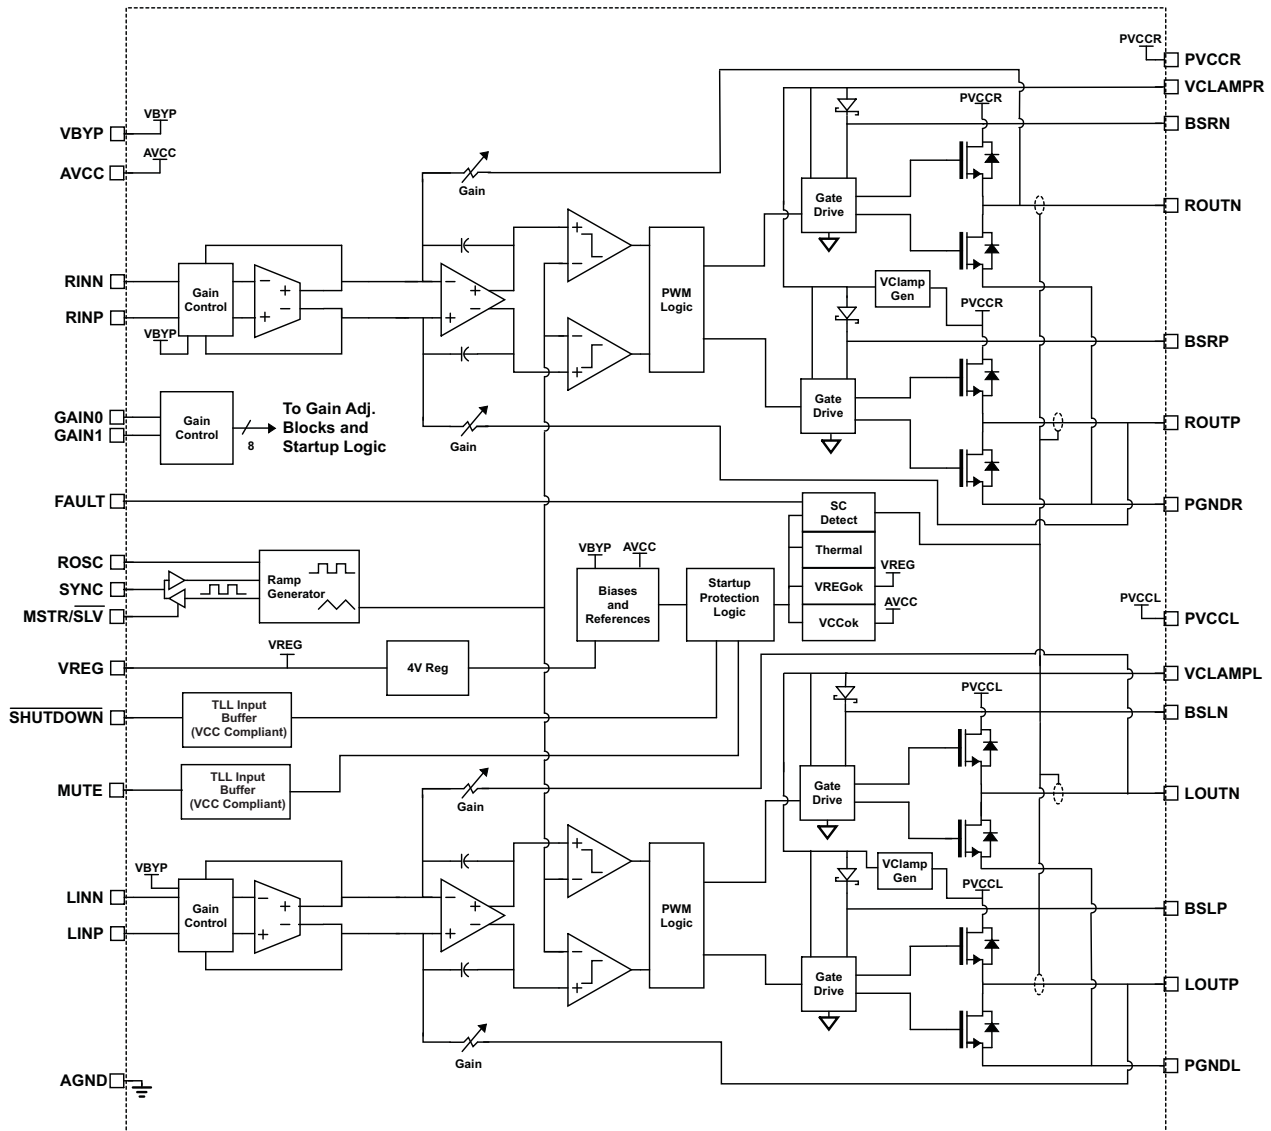 PVCCR
PVCCR
VCLAMPR
PVCCR
VBYP
VBYP
BSRN
AVCC
AVCC
Gain
Gate
Drive
ROUTN
RINN
RINP
Gain
Control
VBYP
PWM
Logic
VClamp
Gen
PVCCR
BSRP
GAIN0
GAIN1
Gain
Control
8
To Gain Adj.
Blocks and
Startup Logic
Gain
Gate
Drive
ROUTP
FAULT
SC
Detect
PGNDR
ROSC
SYNC
MSTR/SLV
Ramp
Generator
VBYP
AVCC
Biases
and
References
Startup
Protection
Logic
Thermal
VREGok
VREG
VCCok
AVCC
PVCCL
PVCCL
VREG
VREG
4V Reg
VCLAMPL
PVCCL
SHUTDOWN
TLL Input
Buffer
(VCC Compliant)
BSLN
MUTE
TLL Input
Buffer
(VCC Compliant)
Gain
Gate
Drive
LOUTN
VBYP
LINN
LINP
Gain
Control
PWM
Logic
VClamp
Gen
PVCCL
BSLP
Gate
Drive
LOUTP
Gain
AGND
PGNDL